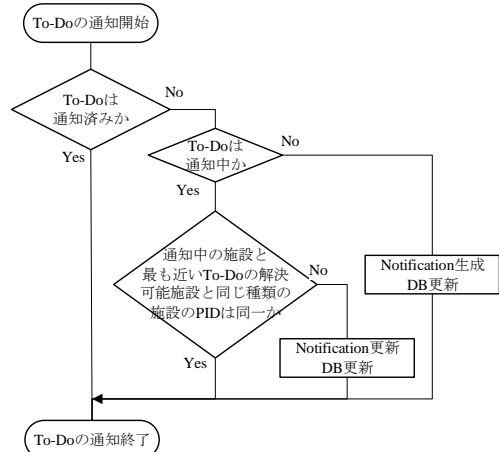 To-Doの通知開始
To-Doは
通知済みか
No
Yes
To-Doは
通知中か
No
Yes
通知中の施設と
最も近いTo-Doの解決
可能施設と同じ種類の
施設のPIDは同一か
No
Yes
Notification生成
DB更新
Notification更新
DB更新
To-Doの通知終了